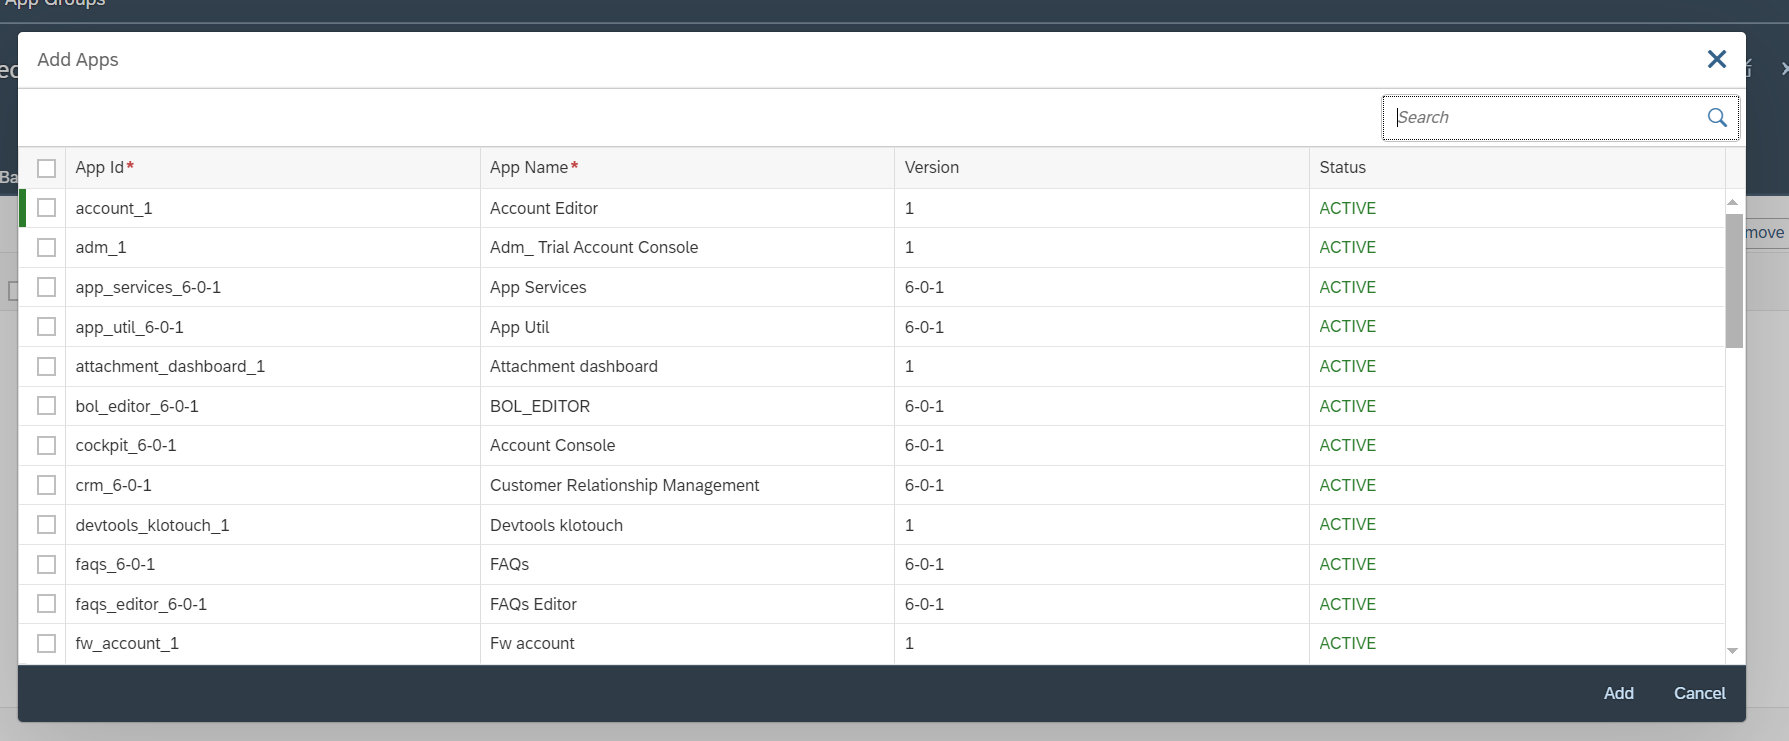 App Groups
Add Apps
Search
App Id* App Name* Version Status
account_1 Account Editor 1 ACTIVE
adm_1 Adm_ Trial Account Console 1 ACTIVE
app_services_6-0-1 App Services 6-0-1 ACTIVE
app_util_6-0-1 App Util 6-0-1 ACTIVE
attachment_dashboard_1 Attachment dashboard 1 ACTIVE
bol_editor_6-0-1 BOL_EDITOR 6-0-1 ACTIVE
cockpit_6-0-1 Account Console 6-0-1 ACTIVE
crm_6-0-1 Customer Relationship Management 6-0-1 ACTIVE
devtools_klotouch_1 Devtools klotouch 1 ACTIVE
faqs_6-0-1 FAQs 6-0-1 ACTIVE
faqs_editor_6-0-1 FAQs Editor 6-0-1 ACTIVE
fw_account_1 Fw account 1 ACTIVE
Add Cancel